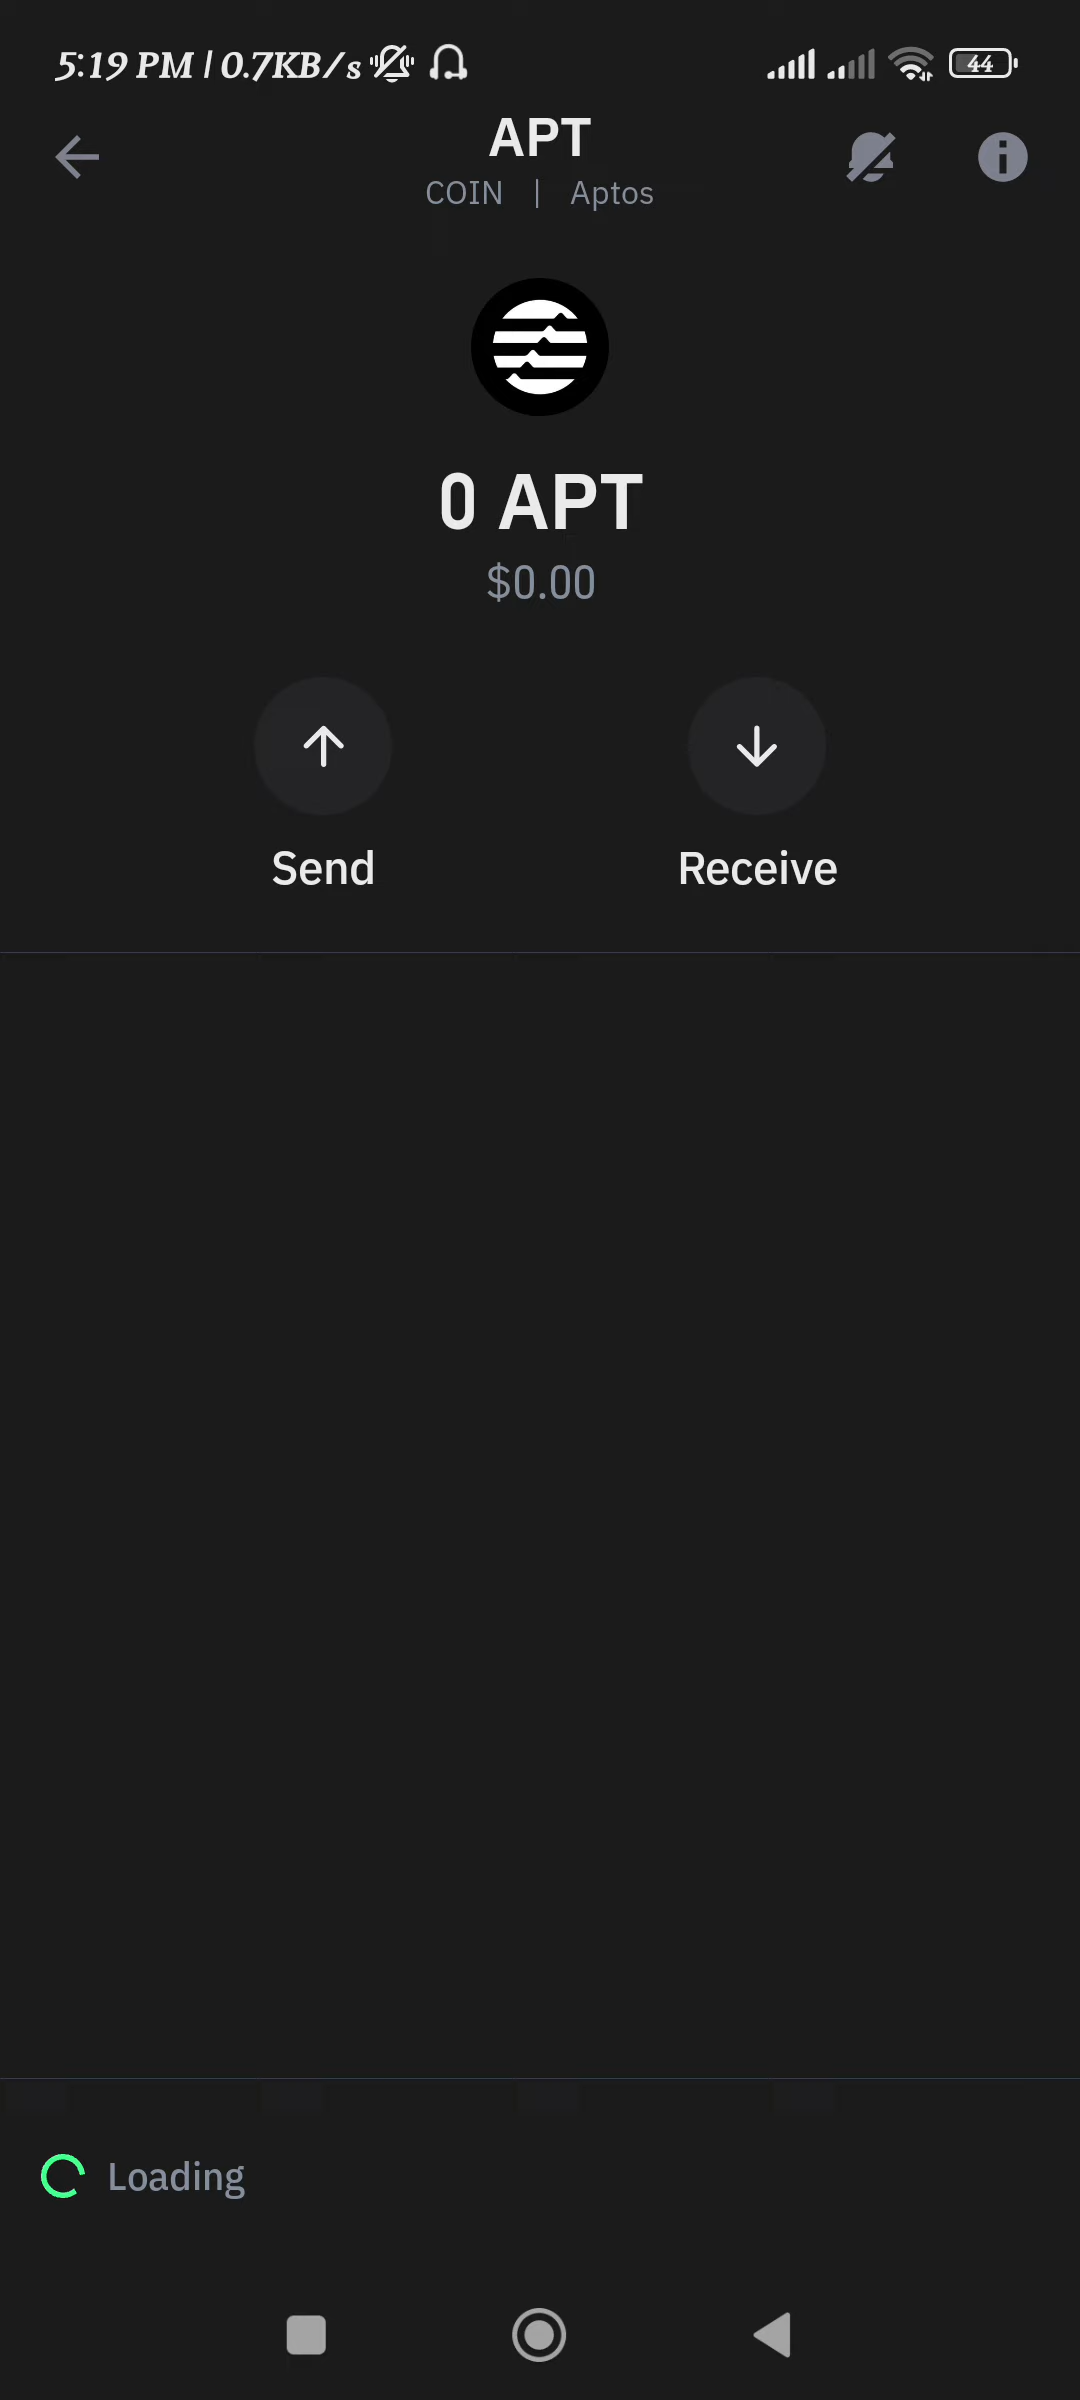 5:19 PM | 0.7KB/s
44
APT
COIN | Aptos
0 APT
$0.00
Send
Receive
Loading